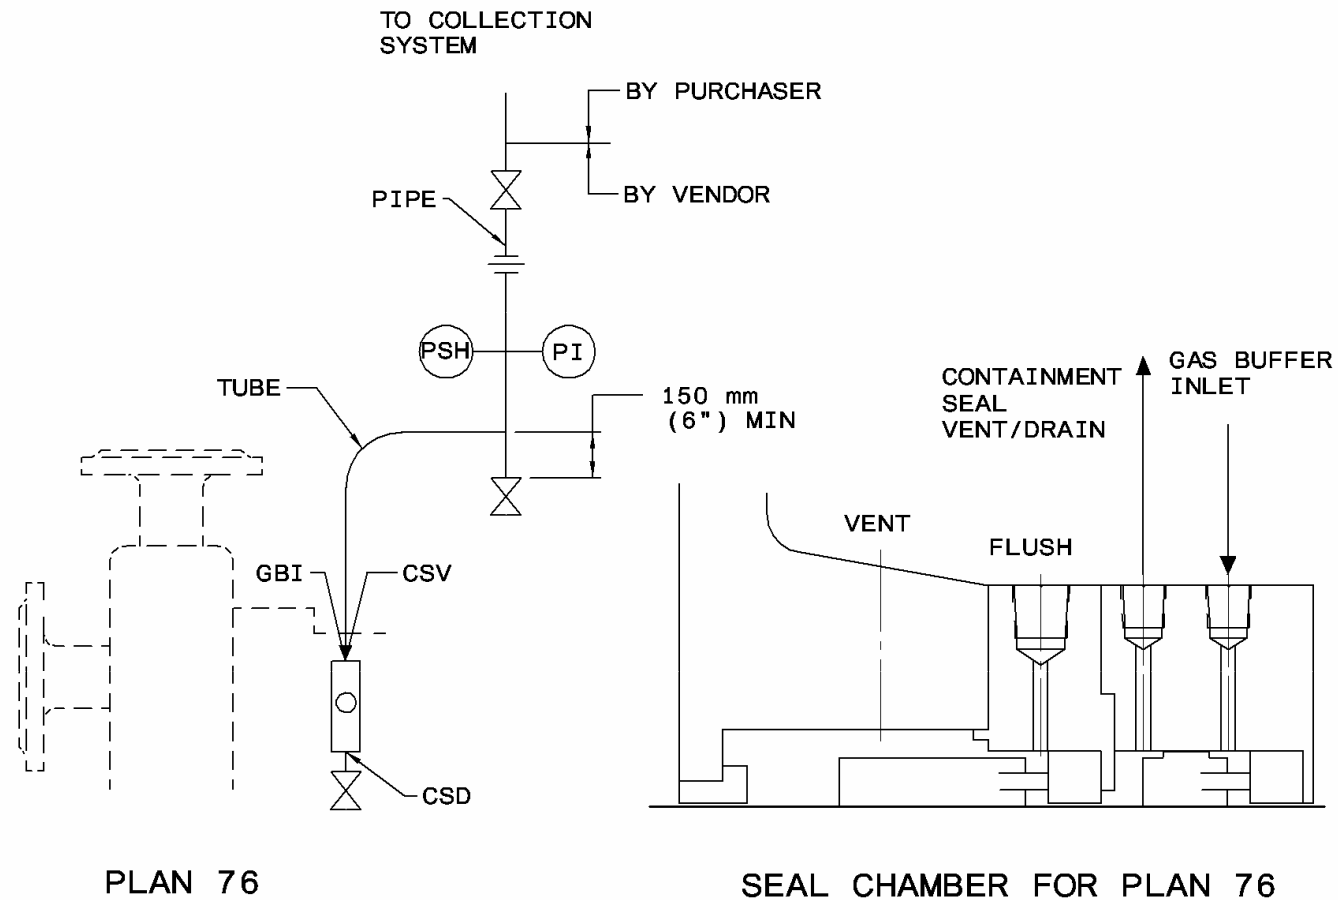 TO COLLECTION
SYSTEM
BY PURCHASER
BY VENDOR
PIPE
PSH
PI
TUBE
150 mm
(6") MIN
GBI
CSV
CSD
PLAN 76
CONTAINMENT
SEAL
VENT/DRAIN
GAS BUFFER
INLET
VENT
FLUSH
SEAL CHAMBER FOR PLAN 76